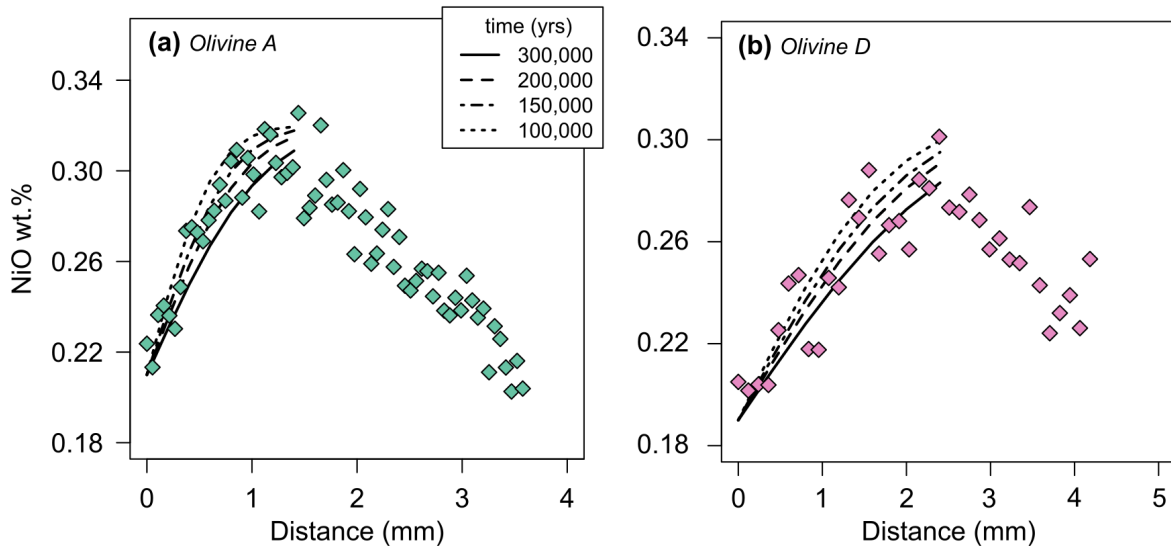 (a) Olivine A
time (yrs)
300,000
200,000
150,000
100,000
NiO wt.%
0.34
0.30
0.26
0.22
0.18
0 1 2 3 4
Distance (mm)
(b) Olivine D
0.34
0.30
0.26
0.22
0.18
0 1 2 3 4 5
Distance (mm)